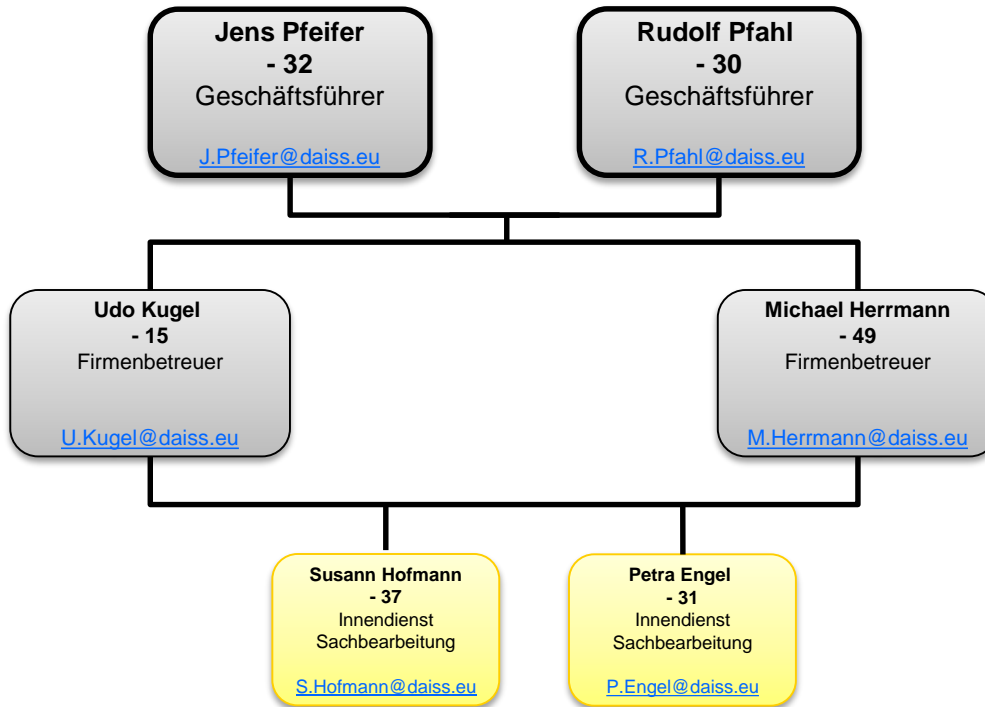 Jens Pfeifer
- 32
Geschäftsführer
J.Pfeifer@daiss.eu
Rudolf Pfahl
- 30
Geschäftsführer
R.Pfahl@daiss.eu
Udo Kugel
- 15
Firmenbetreuer
U.Kugel@daiss.eu
Michael Herrmann
- 49
Firmenbetreuer
M.Herrmann@daiss.eu
Susann Hofmann
- 37
Innendienst
Sachbearbeitung
S.Hofmann@daiss.eu
Petra Engel
- 31
Innendienst
Sachbearbeitung
P.Engel@daiss.eu